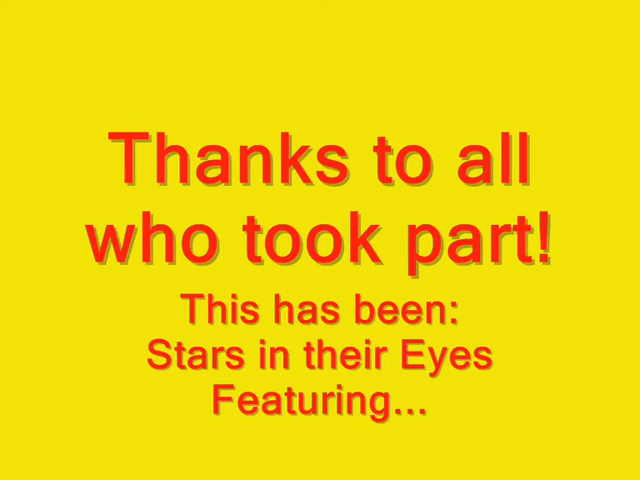 Thanks to all
who took part!
This has been:
Stars in their Eyes
Featuring...